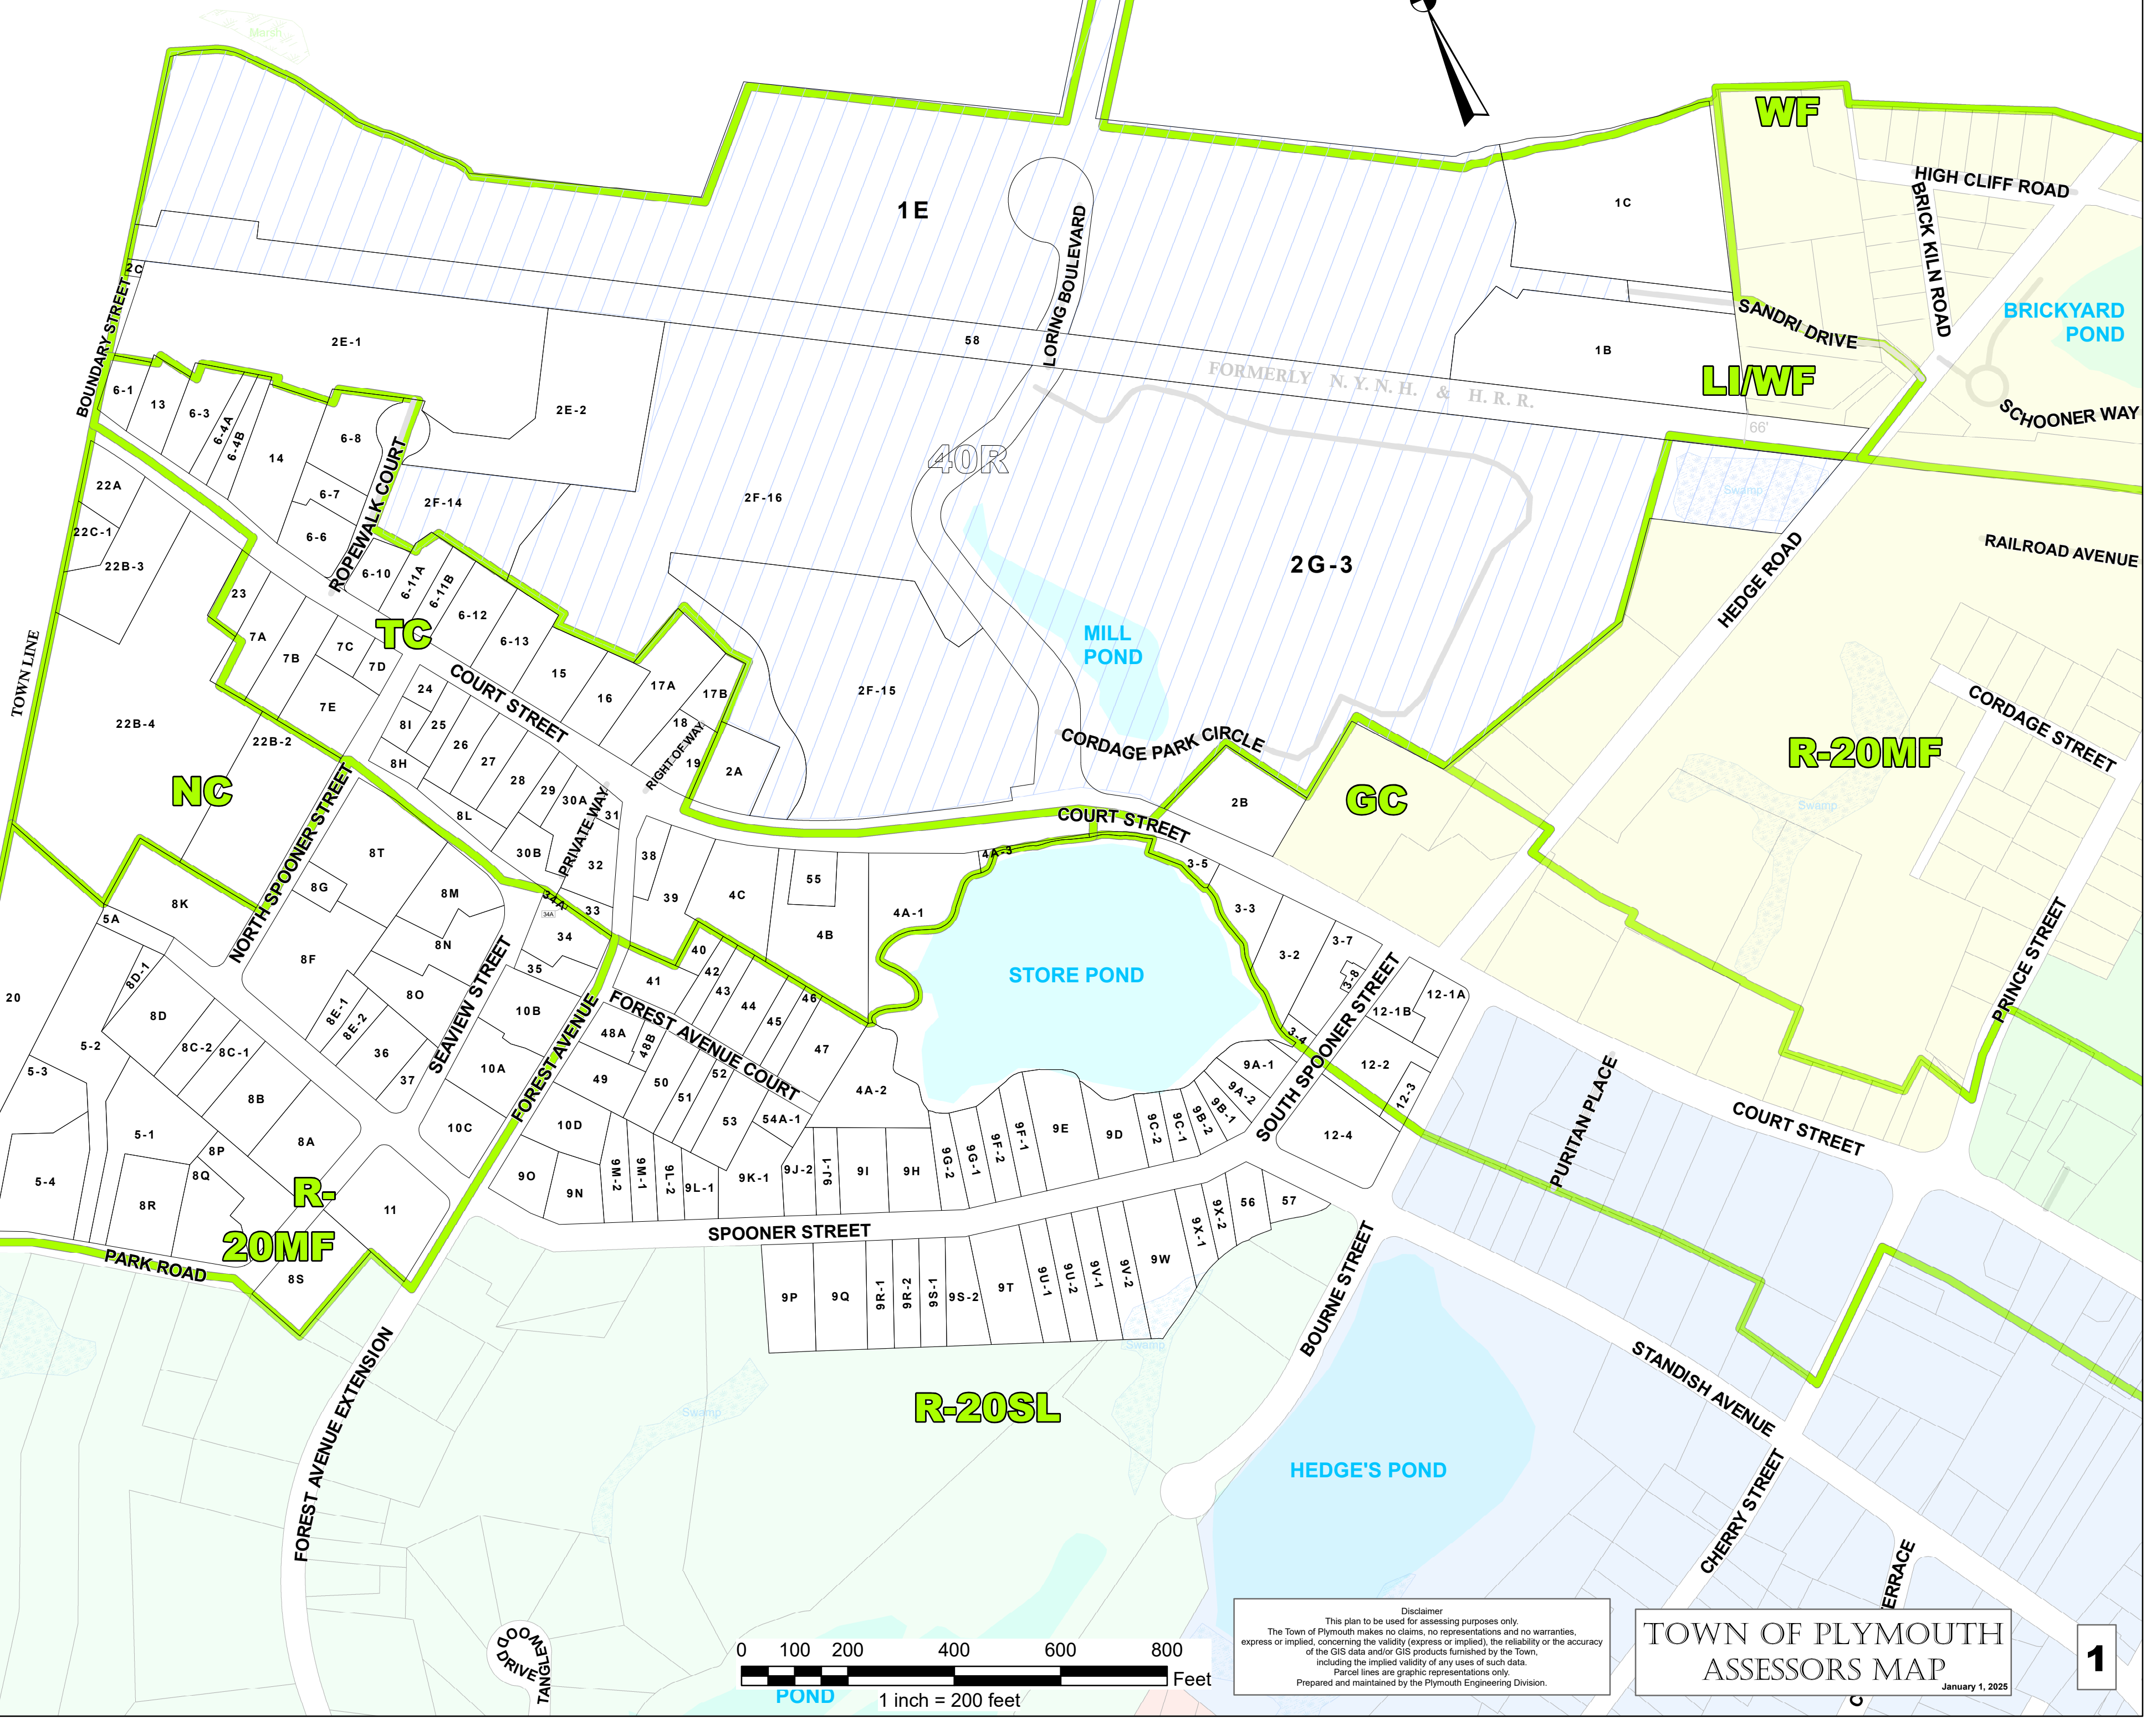 Marsh
WF
HIGH CLIFF ROAD
BRICK KILN ROAD
1C
1E
LORING BOULEVARD
BRICKYARD
POND
SANDRI DRIVE
2C
BOUNDARY STREET
2E-1
58
1B
FORMERLY N. Y. N. H. & H. R. R.
LI/WF
SCHOONER WAY
66'
6-1
13
6-3
6-4A
6-4B
14
6-8
2E-2
ROPEWALK COURT
40R
22A
6-7
2F-14
2F-16
Swamp
22C-1
6-6
22B-3
6-10
6-11A
6-11B
2G-3
RAILROAD AVENUE
HEDGE ROAD
23
7A
7B
7C
7D
TC
6-12
6-13
MILL
POND
TOWN LINE
7E
24
COURT STREET
15
16
17A
17B
2F-15
18
RIGHT OF WAY
19
2A
CORDAGE PARK CIRCLE
CORDAGE STREET
R-20MF
Swamp
22B-4
22B-2
8I
25
26
27
28
29
30A
31
8H
8L
NC
NORTH SPOONER STREET
PRIVATE WAY
2B
GC
COURT STREET
8T
30B
32
38
39
4C
55
4A-3
3-5
8G
8M
34A
34A
33
34
4B
4A-1
3-3
3-2
3-7
3-8
8K
5A
8N
8F
35
40
41
42
43
44
45
46
47
STORE POND
SOUTH SPOONER STREET
12-1A
12-1B
PRINCE STREET
20
8D-1
8D
8E-1
8E-2
8O
SEAVIEW STREET
10B
FOREST AVENUE
FOREST AVENUE COURT
48A
48B
3-4
5-2
8C-2
8C-1
36
37
10A
49
50
51
52
53
54A-1
4A-2
9A-1
9A-2
9B-1
9B-2
9C-1
9C-2
9D
9E
9F-1
9F-2
9G-1
9G-2
12-2
12-3
12-4
PURITAN PLACE
COURT STREET
5-3
8B
8A
10C
10D
5-1
8P
8Q
5-4
8R
R-
20MF
11
8S
PARK ROAD
9O
9N
9M-2
9M-1
9L-2
9L-1
9K-1
9J-2
9J-1
9I
9H
SPOONER STREET
9P
9Q
9R-1
9R-2
9S-1
9S-2
9T
9U-1
9U-2
9V-1
9V-2
9W
9X-1
9X-2
56
57
BOURNE STREET
Swamp
Swamp
FOREST AVENUE EXTENSION
R-20SL
HEDGE'S POND
STANDISH AVENUE
CHERRY STREET
ERRACE
TANGLEWOOD
DRIVE
0 100 200 400 600 800
Feet
1 inch = 200 feet
POND
Disclaimer
This plan to be used for assessing purposes only.
The Town of Plymouth makes no claims, no representations and no warranties,
express or implied, concerning the validity (express or implied), the reliability or the accuracy
of the GIS data and/or GIS products furnished by the Town,
including the implied validity of any uses of such data.
Parcel lines are graphic representations only.
Prepared and maintained by the Plymouth Engineering Division.
TOWN OF PLYMOUTH
ASSESSORS MAP
January 1, 2025
1